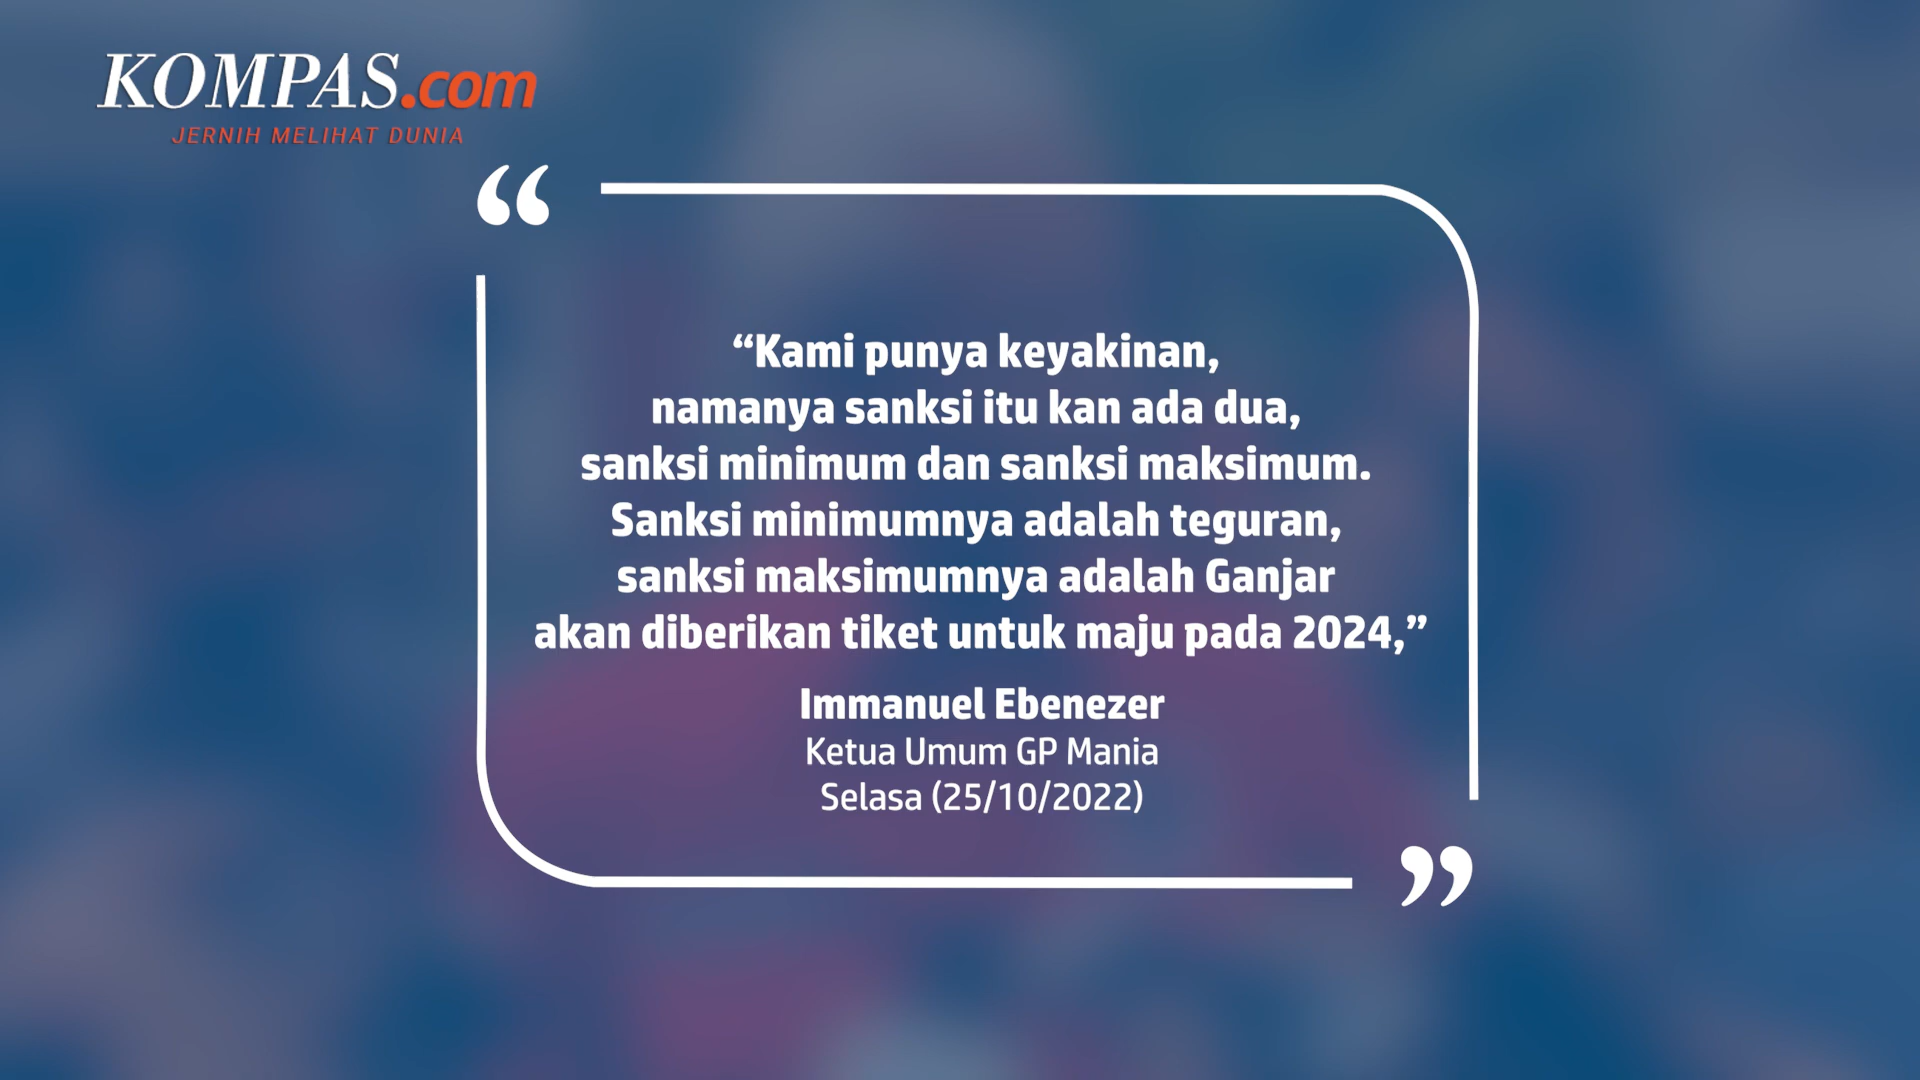 KOMPAS.com
JERNIH MELIHAT DUNIA
“
“Kami punya keyakinan,
namanya sanksi itu kan ada dua,
sanksi minimum dan sanksi maksimum.
Sanksi minimumnya adalah teguran,
sanksi maksimumnya adalah Ganjar
akan diberikan tiket untuk maju pada 2024,”
Immanuel Ebenezer
Ketua Umum GP Mania
Selasa (25/10/2022)
”